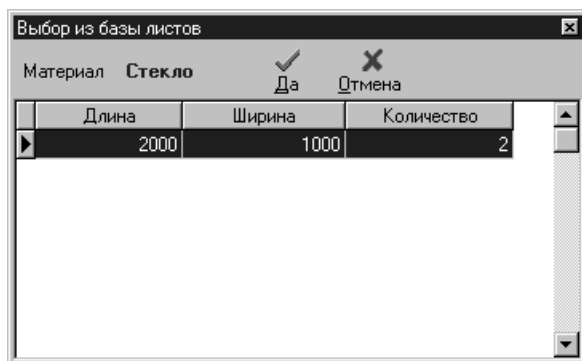 Выбор из базы листов
Материал Стекло Да Отмена
Длина Ширина Количество
2000 1000 2